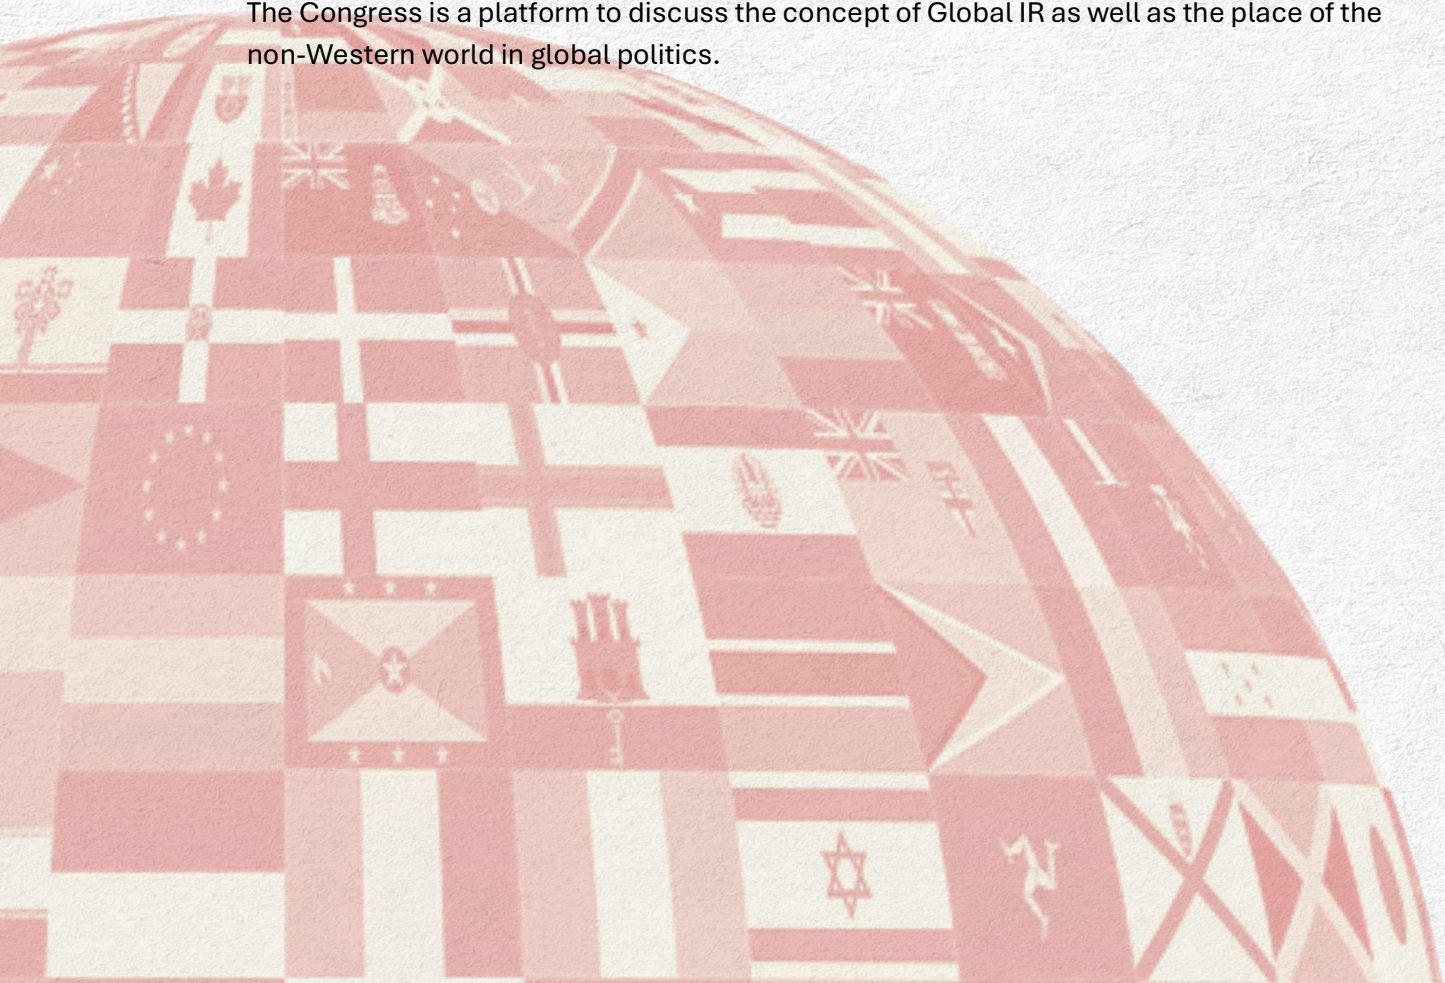 The Congress is a platform to discuss the concept of Global IR as well as the place of the
non-Western world in global politics.